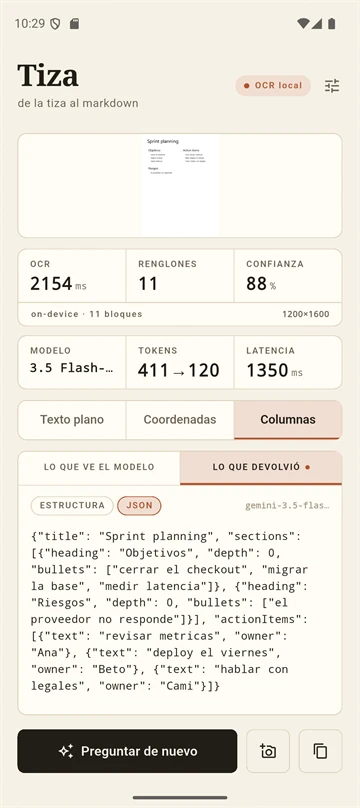 10:29
Tiza
de la tiza al markdown
OCR local
Sprint planning
Objetivos
Action items
Riesgos
OCR
2154 ms
RENGLONES
11
CONFIANZA
88 %
on-device · 11 bloques
1200×1600
MODELO
3.5 Flash-…
TOKENS
411→120
LATENCIA
1350 ms
Texto plano
Coordenadas
Columnas
LO QUE VE EL MODELO
LO QUE DEVOLVIÓ
ESTRUCTURA
JSON
gemini-3.5-flas…
{"title": "Sprint planning", "sections":
[{"heading": "Objetivos", "depth": 0,
"bullets": ["cerrar el checkout", "migrar
la base", "medir latencia"]}, {"heading":
"Riesgos", "depth": 0, "bullets": ["el
proveedor no responde"]}], "actionItems":
[{"text": "revisar metricas", "owner":
"Ana"}, {"text": "deploy el viernes",
"owner": "Beto"}, {"text": "hablar con
legales", "owner": "Cami"}]}
Preguntar de nuevo